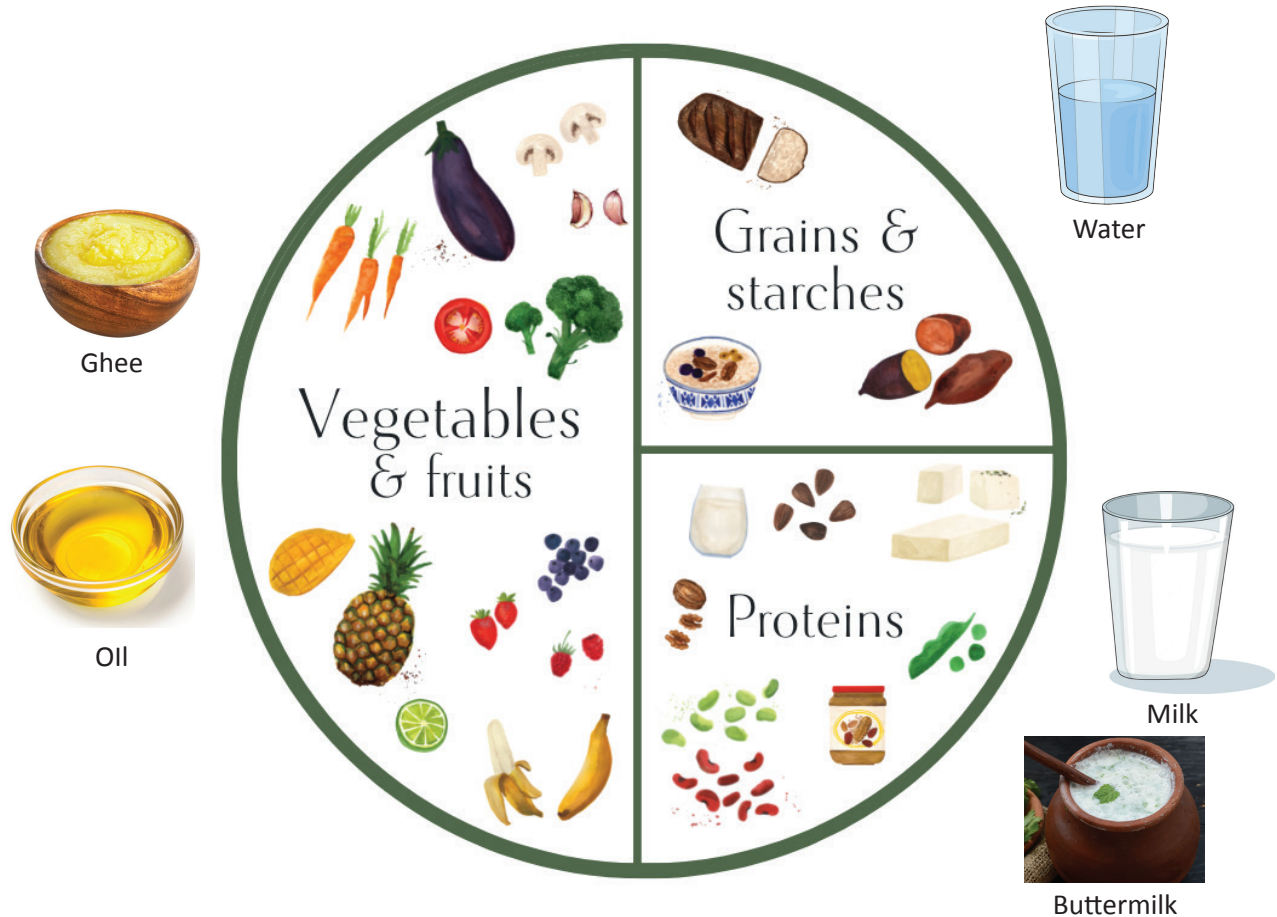 Water
Grains &
starches
Ghee
Vegetables
& fruits
Proteins
OIl
Milk
Buttermilk